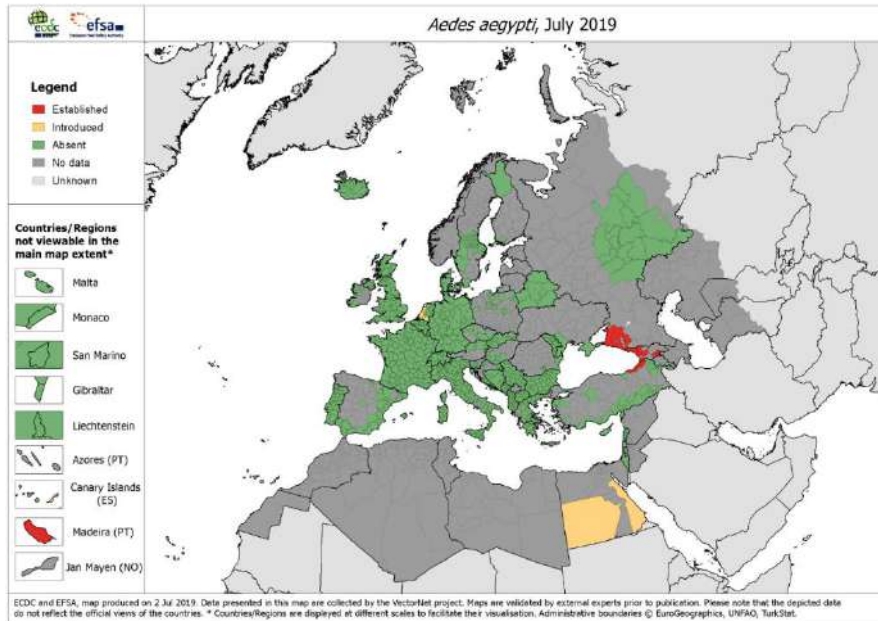 ecdc
efsa
Aedes aegypti, July 2019
Legend
Established
Introduced
Absent
No data
Unknown
Countries/Regions
not viewable in the
main map extent*
Malta
Monaco
San Marino
Gibraltar
Liechtenstein
Azores (PT)
Canary Islands
(ES)
Madeira (PT)
Jan Mayen (NO)
ECDC and EFSA, map produced on 2 Jul 2019. Data presented in this map are collected by the VectorNet project. Maps are validated by external experts prior to publication. Please note that the depicted data
do not reflect the official views of the countries. * Countries/Regions are displayed at different scales to facilitate their visualisation. Administrative boundaries © EuroGeographics, UNFAO, TurkStat.